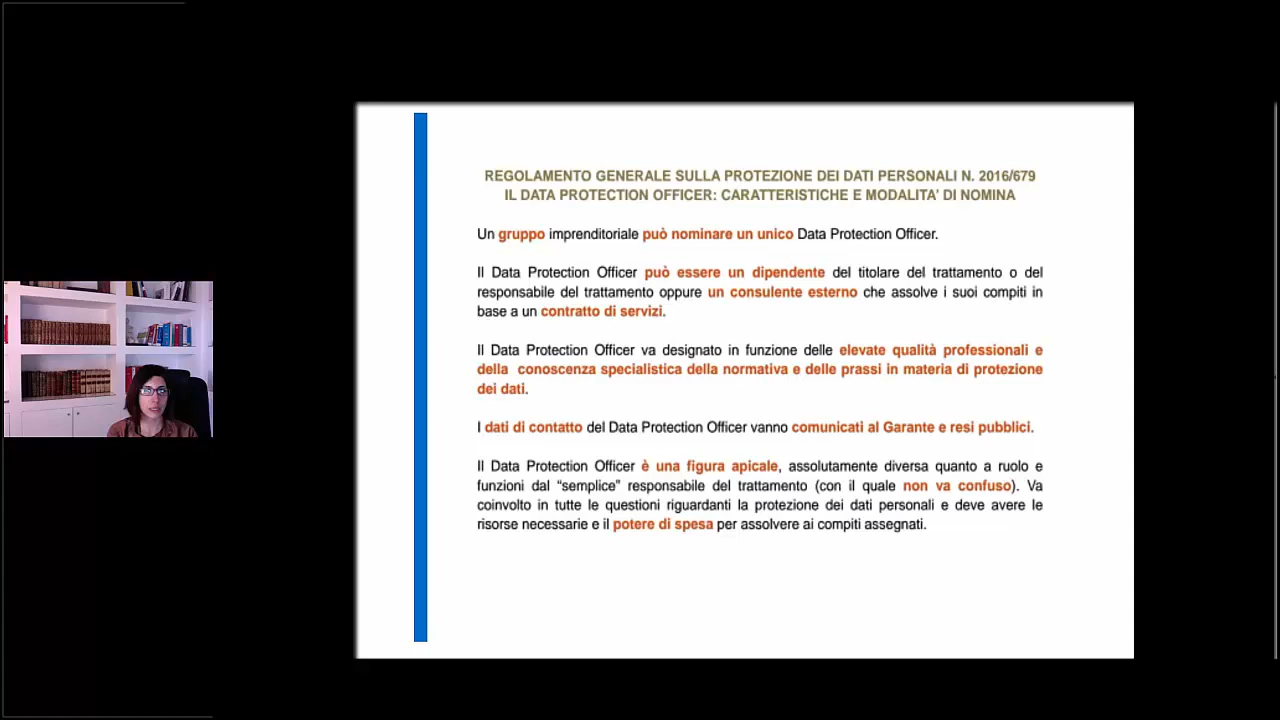 REGOLAMENTO GENERALE SULLA PROTEZIONE DEI DATI PERSONALI N. 2016/679
IL DATA PROTECTION OFFICER: CARATTERISTICHE E MODALITA' DI NOMINA
Un gruppo imprenditoriale può nominare un unico Data Protection Officer.
Il Data Protection Officer può essere un dipendente del titolare del trattamento o del
responsabile del trattamento oppure un consulente esterno che assolve i suoi compiti in
base a un contratto di servizi.
Il Data Protection Officer va designato in funzione delle elevate qualità professionali e
della conoscenza specialistica della normativa e delle prassi in materia di protezione
dei dati.
I dati di contatto del Data Protection Officer vanno comunicati al Garante e resi pubblici.
Il Data Protection Officer è una figura apicale, assolutamente diversa quanto a ruolo e
funzioni dal “semplice” responsabile del trattamento (con il quale non va confuso). Va
coinvolto in tutte le questioni riguardanti la protezione dei dati personali e deve avere le
risorse necessarie e il potere di spesa per assolvere ai compiti assegnati.